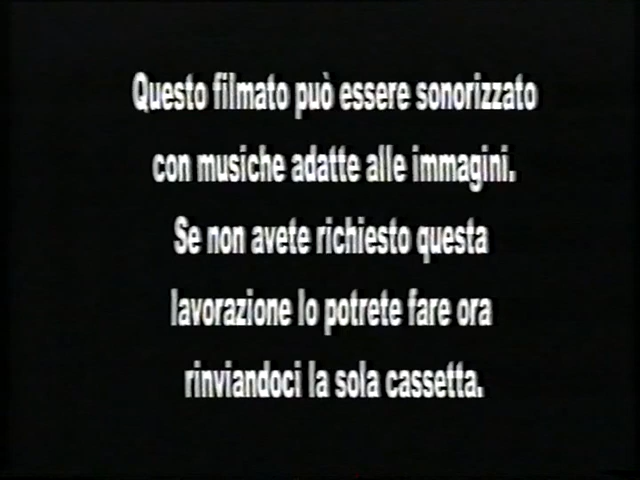 Questo filmato può essere sonorizzato
con musiche adatte alle immagini.
Se non avete richiesto questa
lavorazione lo potrete fare ora
rinviandoci la sola cassetta.